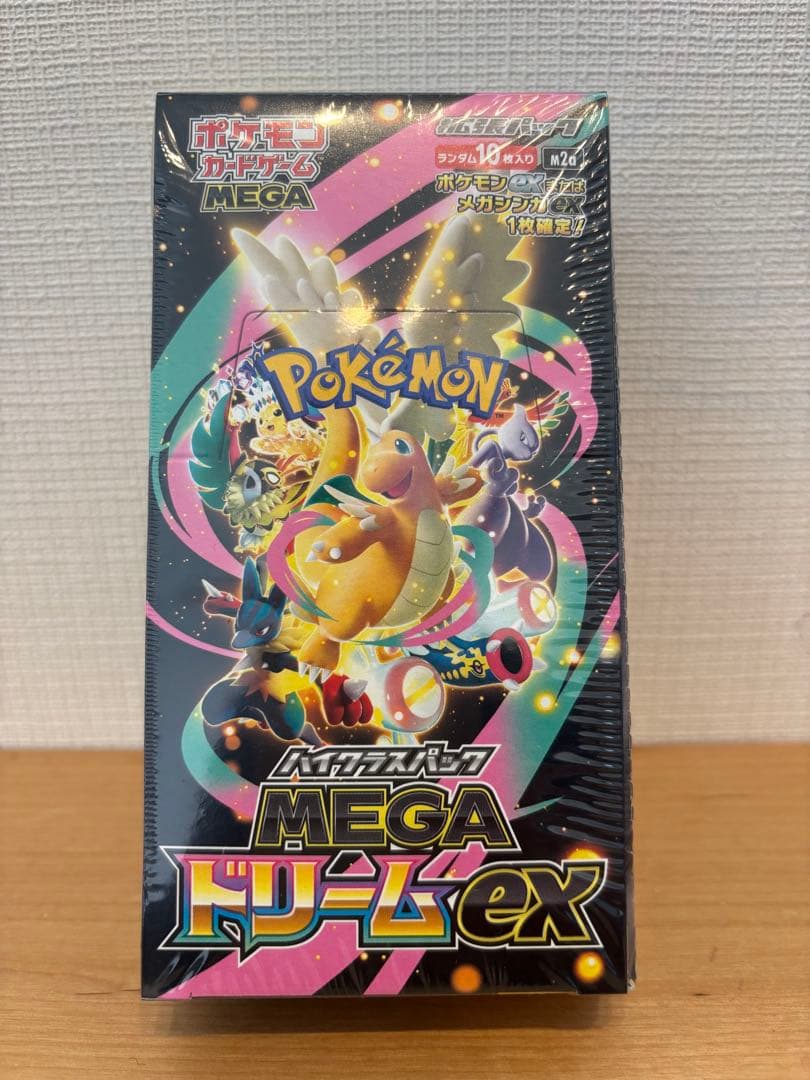 ポケモン
カードゲーム
MEGA
拡張パック
ランダム10枚入り
M2a
ポケモンexまたは
メガシンカex
1枚確定!
POKÉMON
TM
ハイクラスパック
MEGA
ドリームex